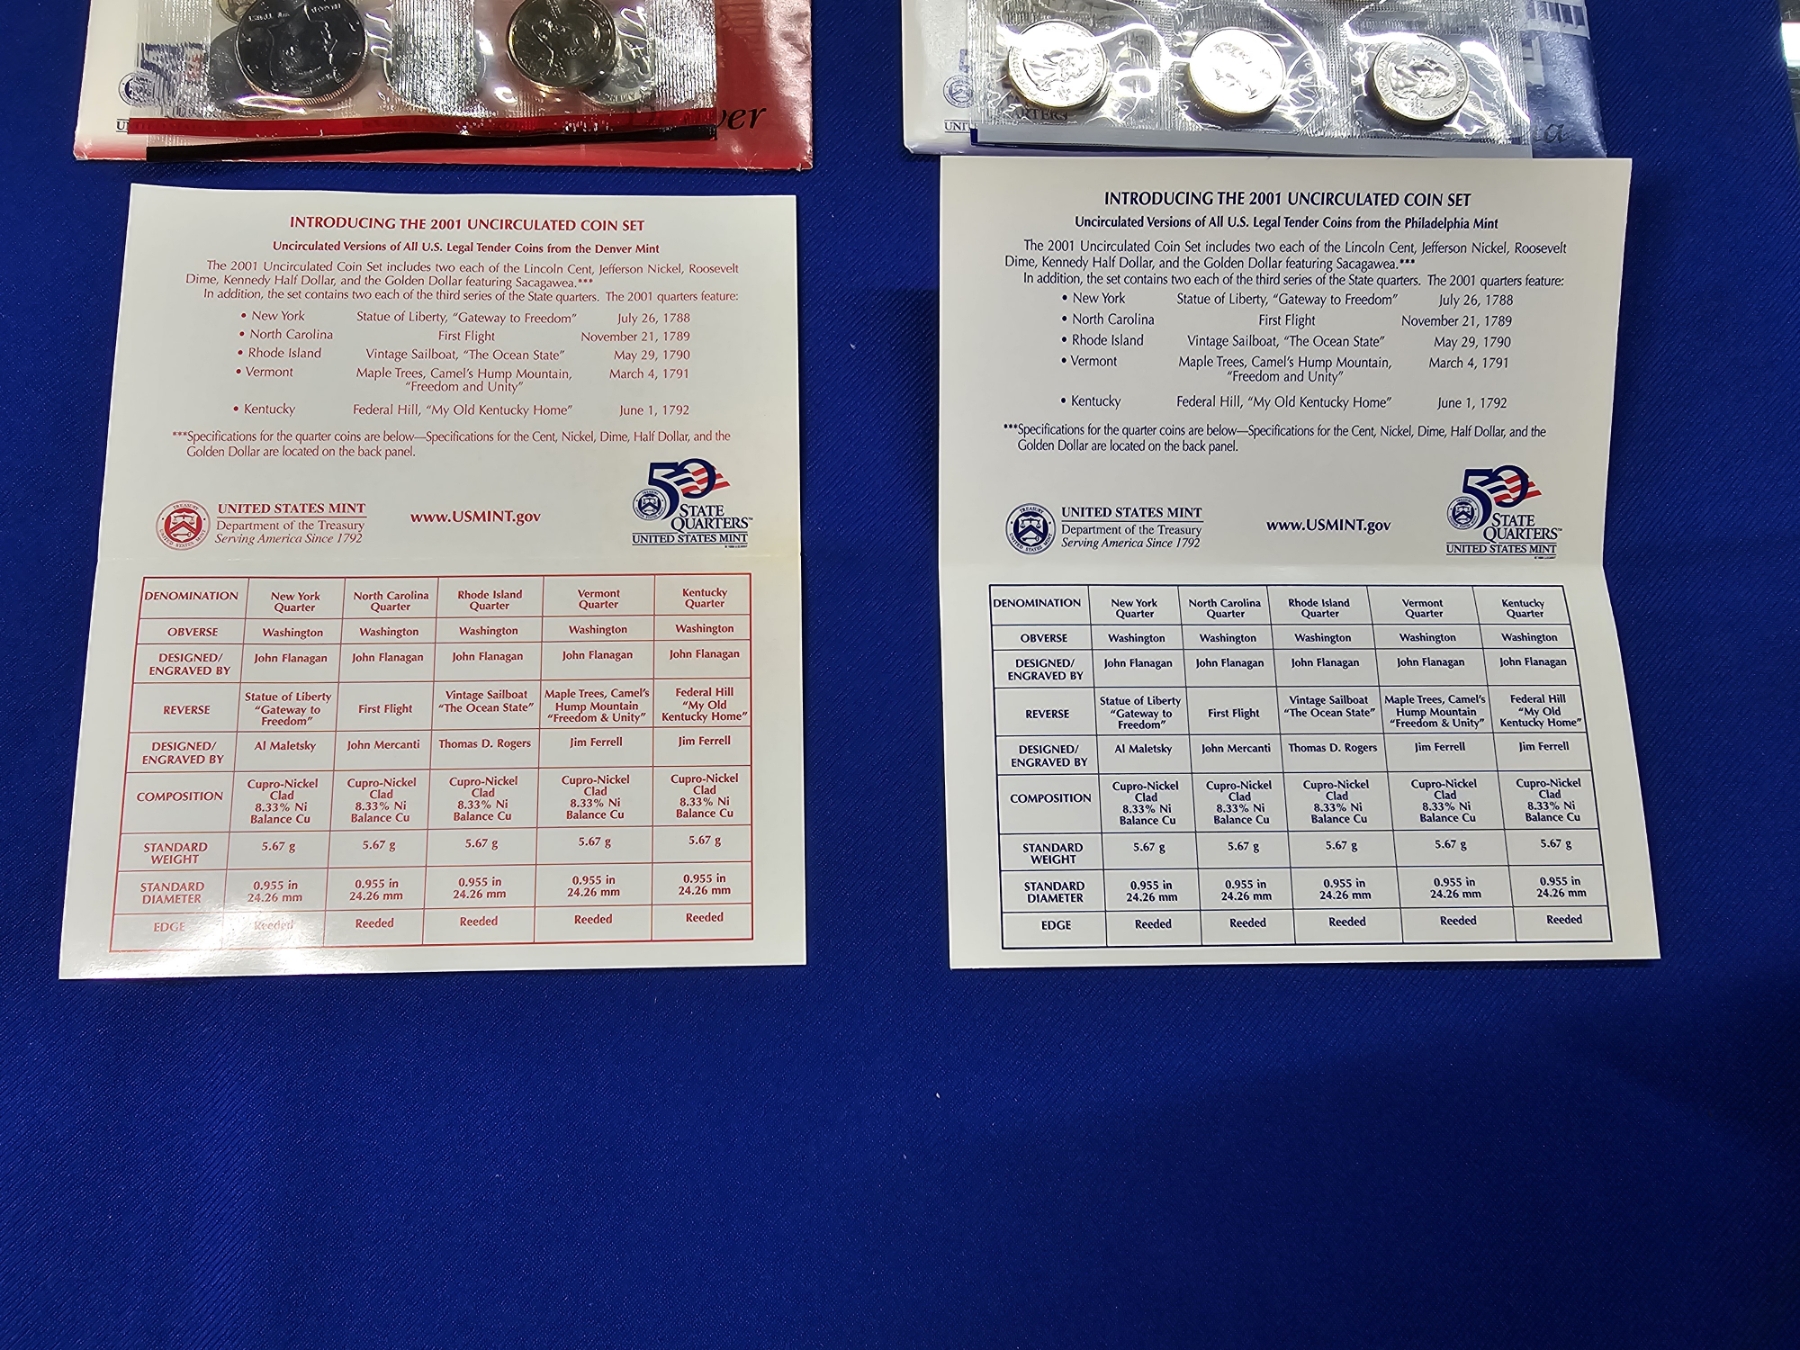 ver
INTRODUCING THE 2001 UNCIRCULATED COIN SET
Uncirculated Versions of All U.S. Legal Tender Coins from the Denver Mint
The 2001 Uncirculated Coin Set includes two each of the Lincoln Cent, Jefferson Nickel, Roosevelt
Dime, Kennedy Half Dollar, and the Golden Dollar featuring Sacagawea.***
In addition, the set contains two each of the third series of the State quarters. The 2001 quarters feature:
• New York Statue of Liberty, “Gateway to Freedom” July 26, 1788
• North Carolina First Flight November 21, 1789
• Rhode Island Vintage Sailboat, “The Ocean State” May 29, 1790
• Vermont Maple Trees, Camel’s Hump Mountain, March 4, 1791
“Freedom and Unity”
• Kentucky Federal Hill, “My Old Kentucky Home” June 1, 1792
***Specifications for the quarter coins are below—Specifications for the Cent, Nickel, Dime, Half Dollar, and the
Golden Dollar are located on the back panel.
UNITED STATES MINT
Department of the Treasury
Serving America Since 1792
www.USMINT.gov
50
STATE
QUARTERS™
UNITED STATES MINT
DENOMINATION New York North Carolina Rhode Island Vermont Kentucky
Quarter Quarter Quarter Quarter Quarter
OBVERSE Washington Washington Washington Washington Washington
DESIGNED/ John Flanagan John Flanagan John Flanagan John Flanagan John Flanagan
ENGRAVED BY
Statue of Liberty Vintage Sailboat Maple Trees, Camel’s Federal Hill
REVERSE “Gateway to First Flight “The Ocean State” Hump Mountain “My Old
Freedom” “Freedom & Unity” Kentucky Home”
DESIGNED/ Al Maletsky John Mercanti Thomas D. Rogers Jim Ferrell Jim Ferrell
ENGRAVED BY
Cupro-Nickel Cupro-Nickel Cupro-Nickel Cupro-Nickel Cupro-Nickel
COMPOSITION Clad Clad Clad Clad Clad
8.33% Ni 8.33% Ni 8.33% Ni 8.33% Ni 8.33% Ni
Balance Cu Balance Cu Balance Cu Balance Cu Balance Cu
STANDARD 5.67 g 5.67 g 5.67 g 5.67 g 5.67 g
WEIGHT
STANDARD 0.955 in 0.955 in 0.955 in 0.955 in 0.955 in
DIAMETER 24.26 mm 24.26 mm 24.26 mm 24.26 mm 24.26 mm
EDGE Reeded Reeded Reeded Reeded Reeded
a
INTRODUCING THE 2001 UNCIRCULATED COIN SET
Uncirculated Versions of All U.S. Legal Tender Coins from the Philadelphia Mint
The 2001 Uncirculated Coin Set includes two each of the Lincoln Cent, Jefferson Nickel, Roosevelt
Dime, Kennedy Half Dollar, and the Golden Dollar featuring Sacagawea.***
In addition, the set contains two each of the third series of the State quarters. The 2001 quarters feature:
• New York Statue of Liberty, “Gateway to Freedom” July 26, 1788
• North Carolina First Flight November 21, 1789
• Rhode Island Vintage Sailboat, “The Ocean State” May 29, 1790
• Vermont Maple Trees, Camel’s Hump Mountain, March 4, 1791
“Freedom and Unity”
• Kentucky Federal Hill, “My Old Kentucky Home” June 1, 1792
***Specifications for the quarter coins are below—Specifications for the Cent, Nickel, Dime, Half Dollar, and the
Golden Dollar are located on the back panel.
UNITED STATES MINT
Department of the Treasury
Serving America Since 1792
www.USMINT.gov
50
STATE
QUARTERS™
UNITED STATES MINT
DENOMINATION New York North Carolina Rhode Island Vermont Kentucky
Quarter Quarter Quarter Quarter Quarter
OBVERSE Washington Washington Washington Washington Washington
DESIGNED/ John Flanagan John Flanagan John Flanagan John Flanagan John Flanagan
ENGRAVED BY
Statue of Liberty Vintage Sailboat Maple Trees, Camel’s Federal Hill
REVERSE “Gateway to First Flight “The Ocean State” Hump Mountain “My Old
Freedom” “Freedom & Unity” Kentucky Home”
DESIGNED/ Al Maletsky John Mercanti Thomas D. Rogers Jim Ferrell Jim Ferrell
ENGRAVED BY
Cupro-Nickel Cupro-Nickel Cupro-Nickel Cupro-Nickel Cupro-Nickel
COMPOSITION Clad Clad Clad Clad Clad
8.33% Ni 8.33% Ni 8.33% Ni 8.33% Ni 8.33% Ni
Balance Cu Balance Cu Balance Cu Balance Cu Balance Cu
STANDARD 5.67 g 5.67 g 5.67 g 5.67 g 5.67 g
WEIGHT
STANDARD 0.955 in 0.955 in 0.955 in 0.955 in 0.955 in
DIAMETER 24.26 mm 24.26 mm 24.26 mm 24.26 mm 24.26 mm
EDGE Reeded Reeded Reeded Reeded Reeded